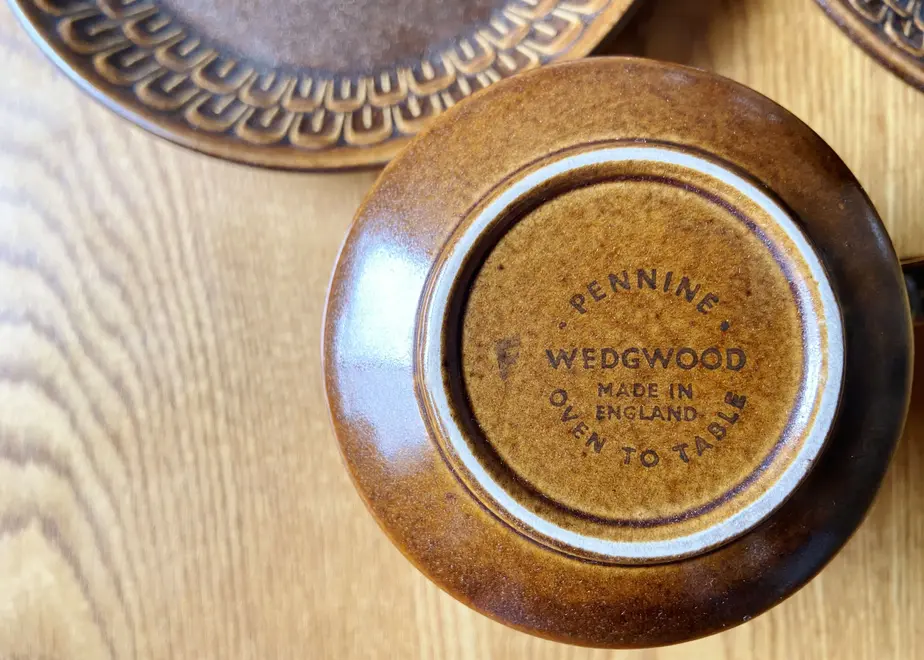 PENNINE
WEDGWOOD
MADE IN
ENGLAND
OVEN TO TABLE